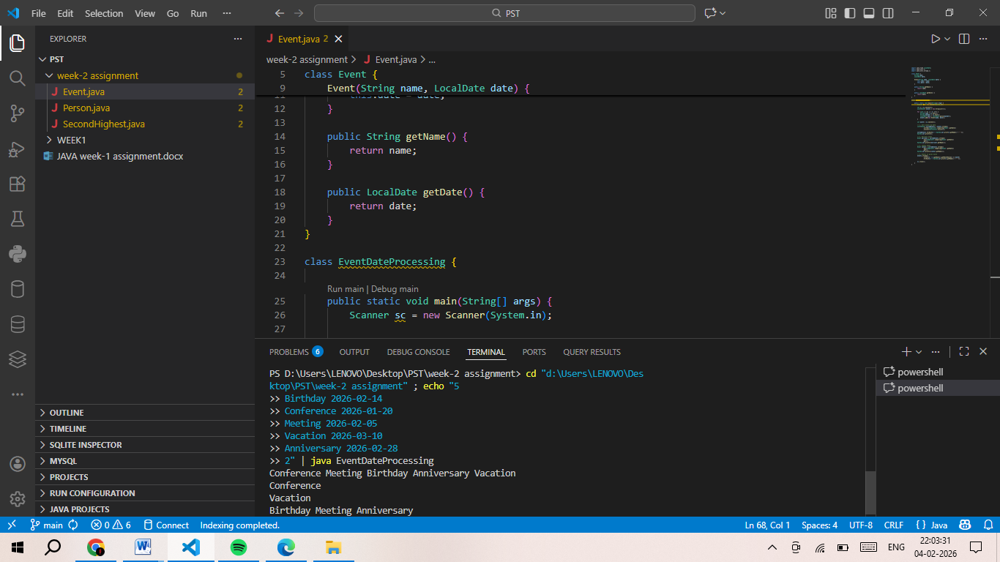 File Edit Selection View Go Run ··· PST
EXPLORER ···
PST
week-2 assignment
Event.java 2
Person.java 2
SecondHighest.java 2
WEEK1
JAVA week-1 assignment.docx
OUTLINE
TIMELINE
SQLITE INSPECTOR
MYSQL
PROJECTS
RUN CONFIGURATION
JAVA PROJECTS
Event.java 2
week-2 assignment > Event.java > ...
5 class Event {
9 Event(String name, LocalDate date) {
11 this.date = date;
12 }
13
14 public String getName() {
15 return name;
16 }
17
18 public LocalDate getDate() {
19 return date;
20 }
21 }
22
23 class EventDateProcessing {
24
Run main | Debug main
25 public static void main(String[] args) {
26 Scanner sc = new Scanner(System.in);
27
PROBLEMS 6 OUTPUT DEBUG CONSOLE TERMINAL PORTS QUERY RESULTS
PS D:\Users\LENOVO\Desktop\PST\week-2 assignment> cd "d:\Users\LENOVO\Des
ktop\PST\week-2 assignment" ; echo "5
>> Birthday 2026-02-14
>> Conference 2026-01-20
>> Meeting 2026-02-05
>> Vacation 2026-03-10
>> Anniversary 2026-02-28
>> 2" | java EventDateProcessing
Conference Meeting Birthday Anniversary Vacation
Conference
Vacation
Birthday Meeting Anniversary
powershell
powershell
main 0 6 Connect Indexing completed. Ln 68, Col 1 Spaces: 4 UTF-8 CRLF { } Java
ENG 22:03:31
04-02-2026